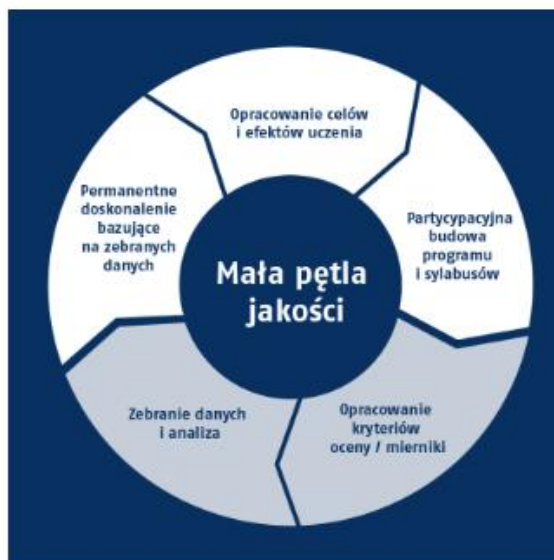 Opracowanie celów
i efektów uczenia
Partycypacyjna
budowa
programu
i sylabusów
Opracowanie
kryteriów
oceny / mierniki
Zebranie danych
i analiza
Permanentne
doskonalenie
bazujące
na zebranych
danych
Mała pętla
jakości